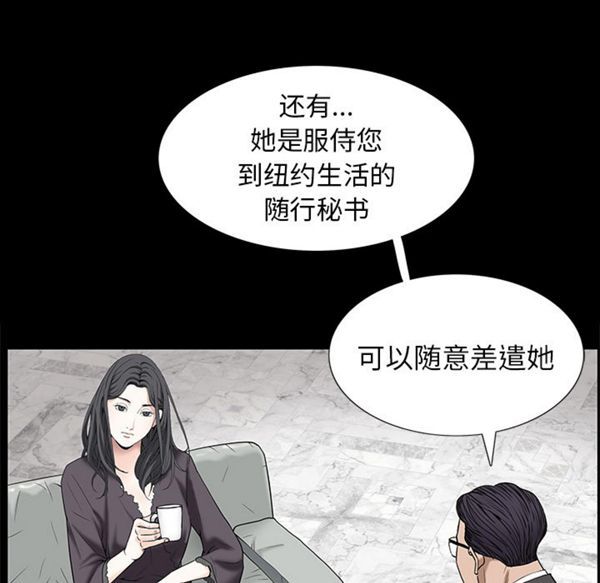 还有...
她是服侍您
到纽约生活的
随行秘书
可以随意差遣她